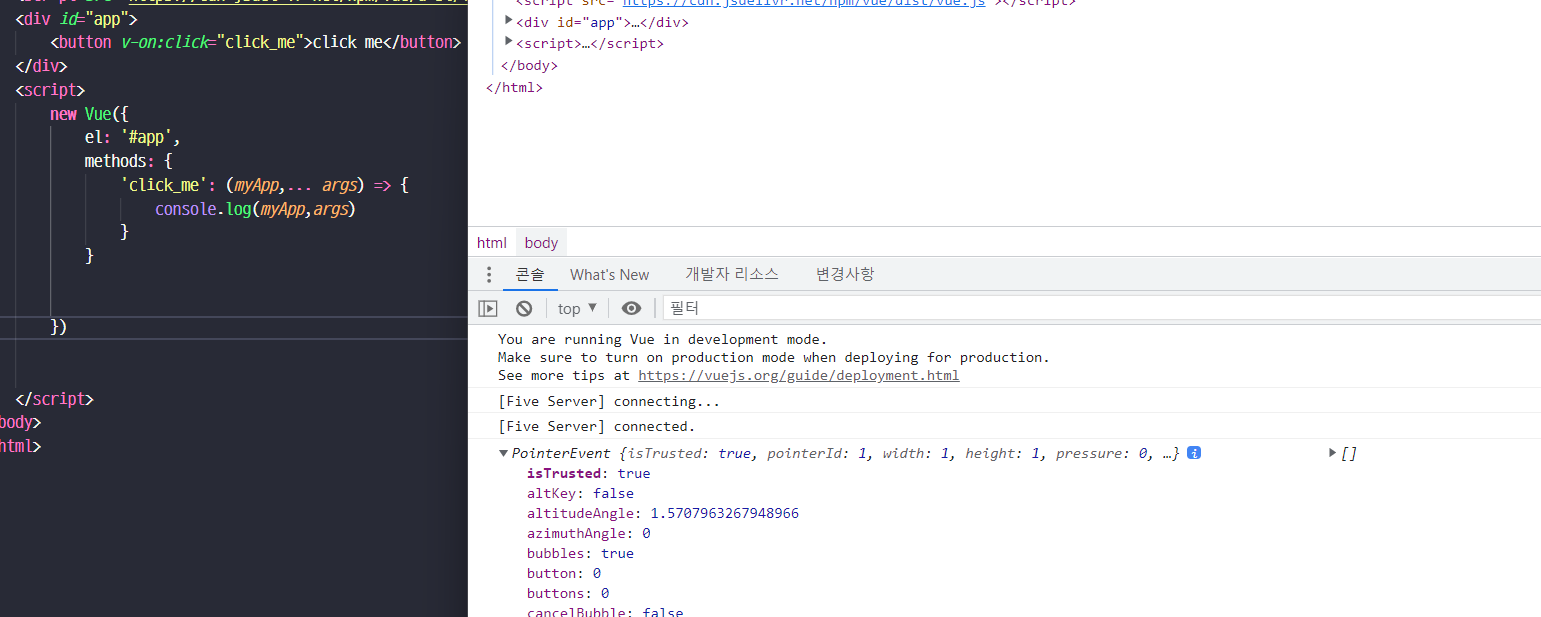 <div id="app">
<button v-on:click="click_me">click me</button>
</div>
<script>
new Vue({
el: '#app',
methods: {
'click_me': (myApp,... args) => {
console.log(myApp,args)
}
}
})
</script>
body>
html>
<script src="https://cdn.jsdelivr.net/npm/vue/dist/vue.js"></script>
<div id="app">…</div>
<script>…</script>
</body>
</html>
html body
콘솔 What's New 개발자 리소스 변경사항
top ▼ 필터
You are running Vue in development mode.
Make sure to turn on production mode when deploying for production.
See more tips at https://vuejs.org/guide/deployment.html
[Five Server] connecting...
[Five Server] connected.
PointerEvent {isTrusted: true, pointerId: 1, width: 1, height: 1, pressure: 0, …} i []
isTrusted: true
altKey: false
altitudeAngle: 1.5707963267948966
azimuthAngle: 0
bubbles: true
button: 0
buttons: 0
cancelBubble: false